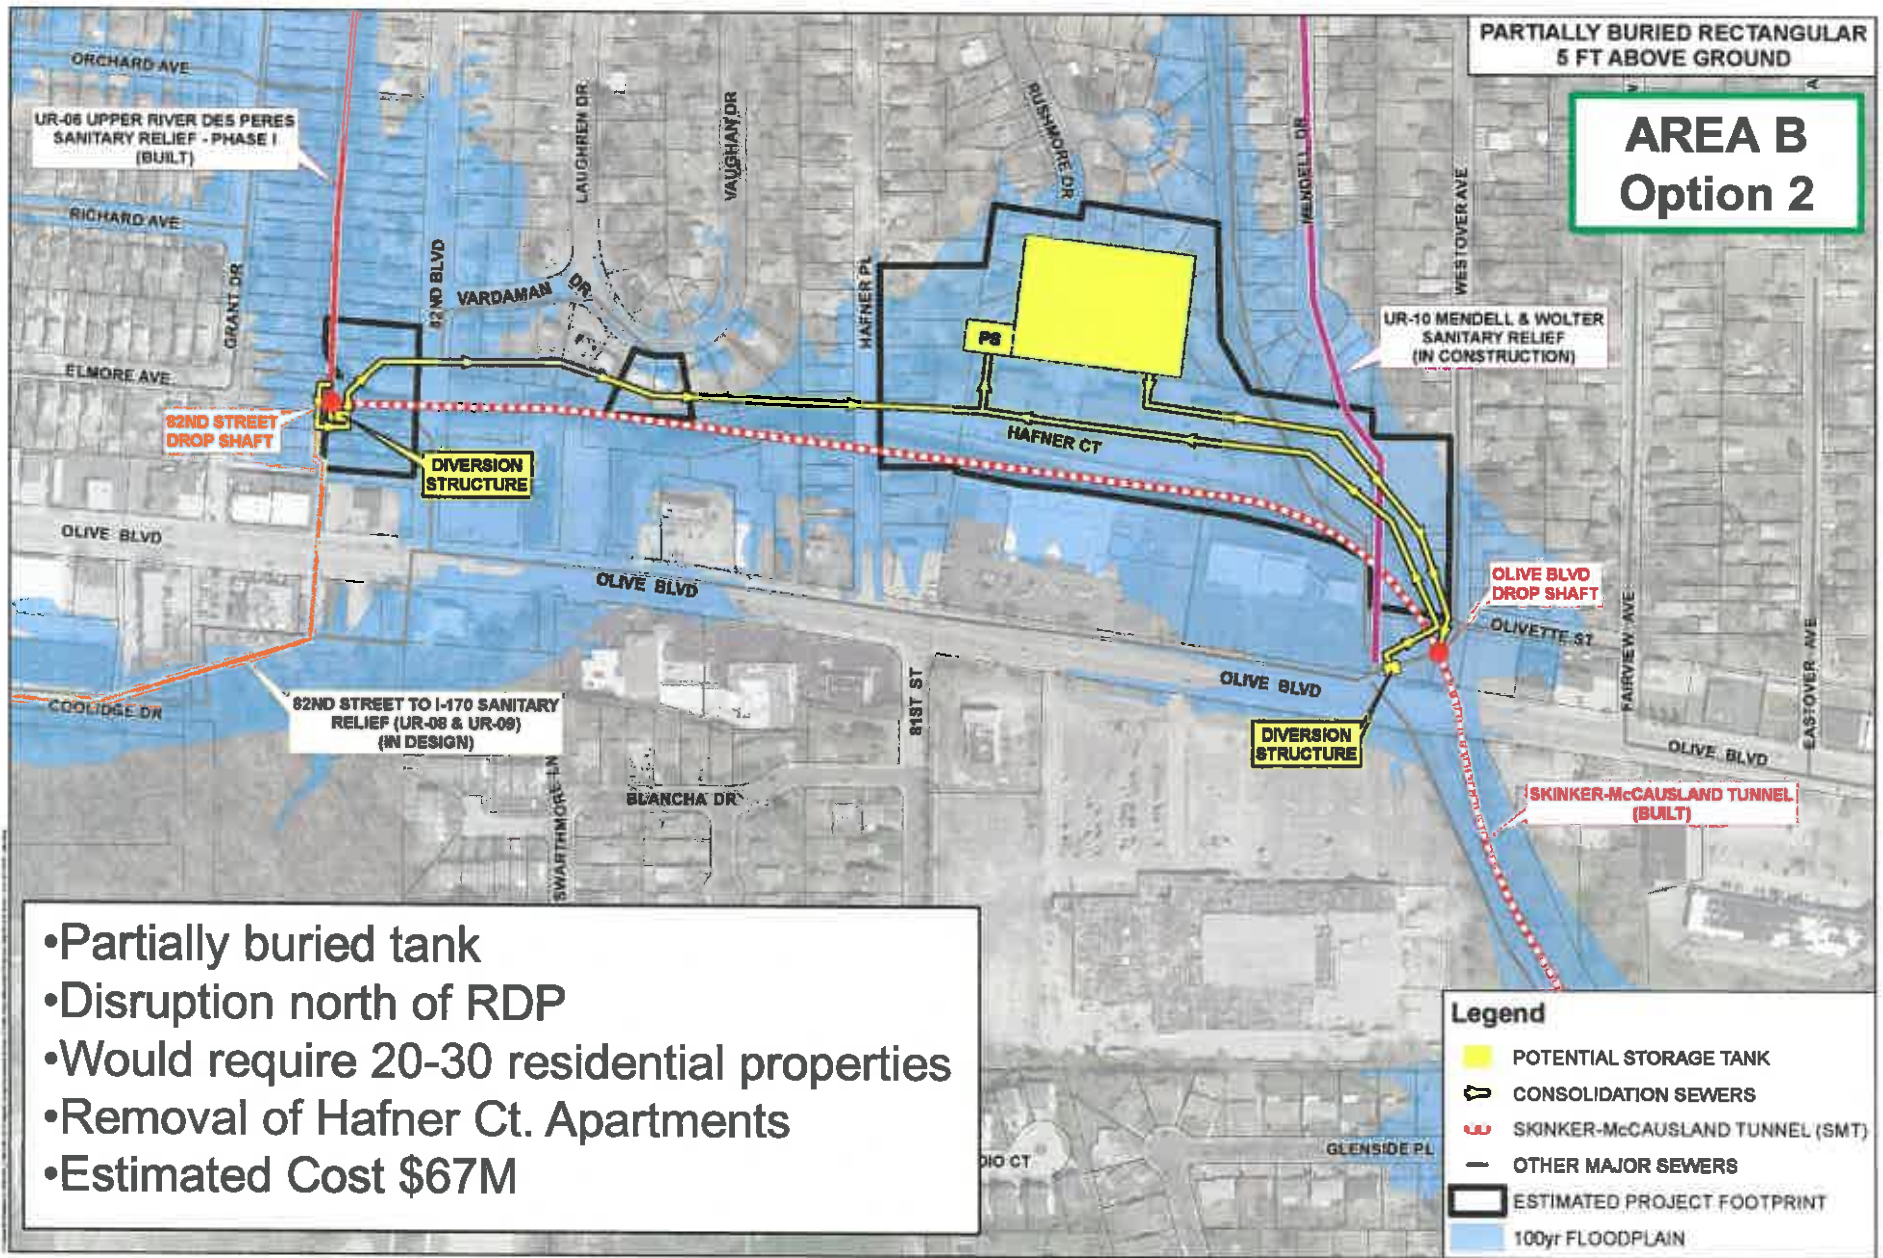 PARTIALLY BURIED RECTANGULAR
5 FT ABOVE GROUND
AREA B
Option 2
ORCHARD AVE
UR-06 UPPER RIVER DES PERES
SANITARY RELIEF - PHASE I
(BUILT)
RICHARD AVE
GRANT DR
82ND BLVD
LAUGHREN DR
VAUGHAN DR
VARDAMAN DR
HAFNER PL
RUSHMORE DR
MENDELL DR
WESTOVER AVE
UR-10 MENDELL & WOLTER
SANITARY RELIEF
(IN CONSTRUCTION)
PS
ELMORE AVE
82ND STREET
DROP SHAFT
DIVERSION
STRUCTURE
HAFNER CT
OLIVE BLVD
OLIVE BLVD
OLIVE BLVD
DROP SHAFT
OLIVETTE ST
FAIRVIEW AVE
EASTOVER AVE
COOLIDGE DR
82ND STREET TO I-170 SANITARY
RELIEF (UR-08 & UR-09)
(IN DESIGN)
81ST ST
OLIVE BLVD
DIVERSION
STRUCTURE
OLIVE BLVD
SWARTHMORE LN
BLANCHA DR
SKINKER-McCAUSLAND TUNNEL
(BUILT)
•Partially buried tank
•Disruption north of RDP
•Would require 20-30 residential properties
•Removal of Hafner Ct. Apartments
•Estimated Cost $67M
DIO CT
GLENSIDE PL
Legend
POTENTIAL STORAGE TANK
CONSOLIDATION SEWERS
SKINKER-McCAUSLAND TUNNEL (SMT)
OTHER MAJOR SEWERS
ESTIMATED PROJECT FOOTPRINT
100yr FLOODPLAIN